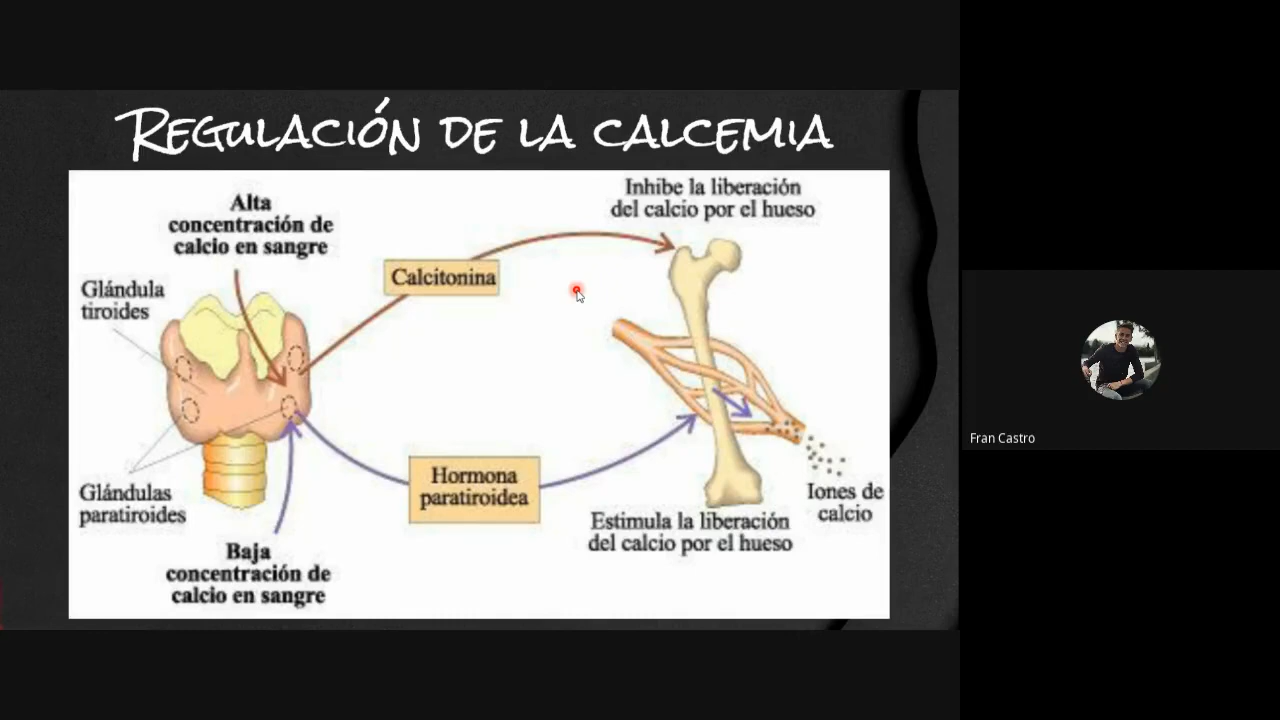 REGULACIÓN DE LA CALCEMIA
Alta
concentración de
calcio en sangre
Glándula
tiroides
Calcitonina
Inhibe la liberación
del calcio por el hueso
Glándulas
paratiroides
Hormona
paratiroidea
Baja
concentración de
calcio en sangre
Estimula la liberación
del calcio por el hueso
Iones de
calcio
Fran Castro